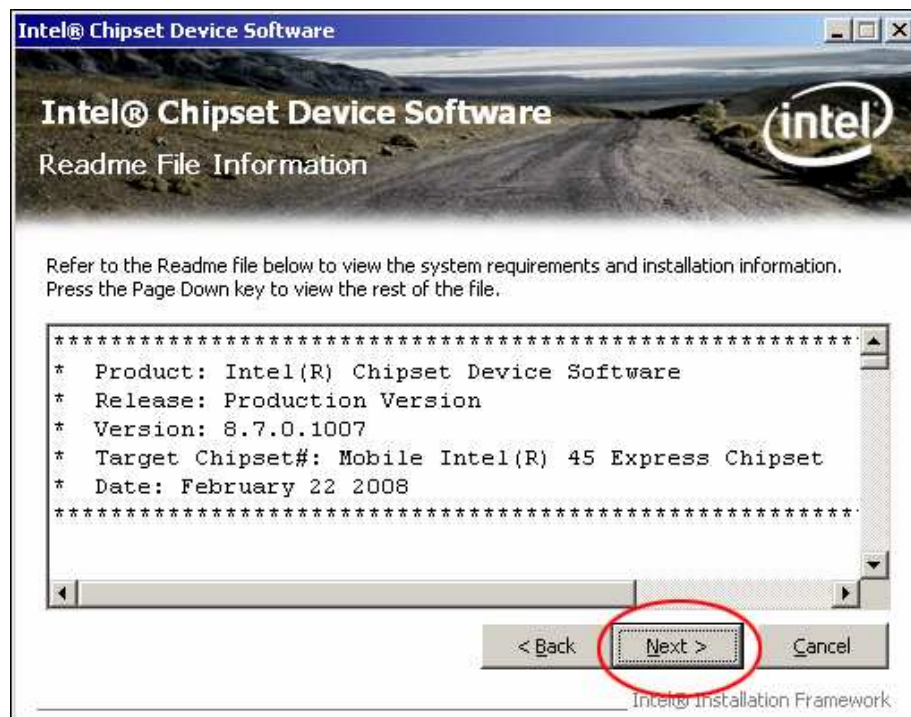 Intel® Chipset Device Software
Intel® Chipset Device Software
intel
Readme File Information
Refer to the Readme file below to view the system requirements and installation information.
Press the Page Down key to view the rest of the file.
*********************************************************
* Product: Intel(R) Chipset Device Software
* Release: Production Version
* Version: 8.7.0.1007
* Target Chipset#: Mobile Intel(R) 45 Express Chipset
* Date: February 22 2008
*********************************************************
< Back Next > Cancel
Intel® Installation Framework